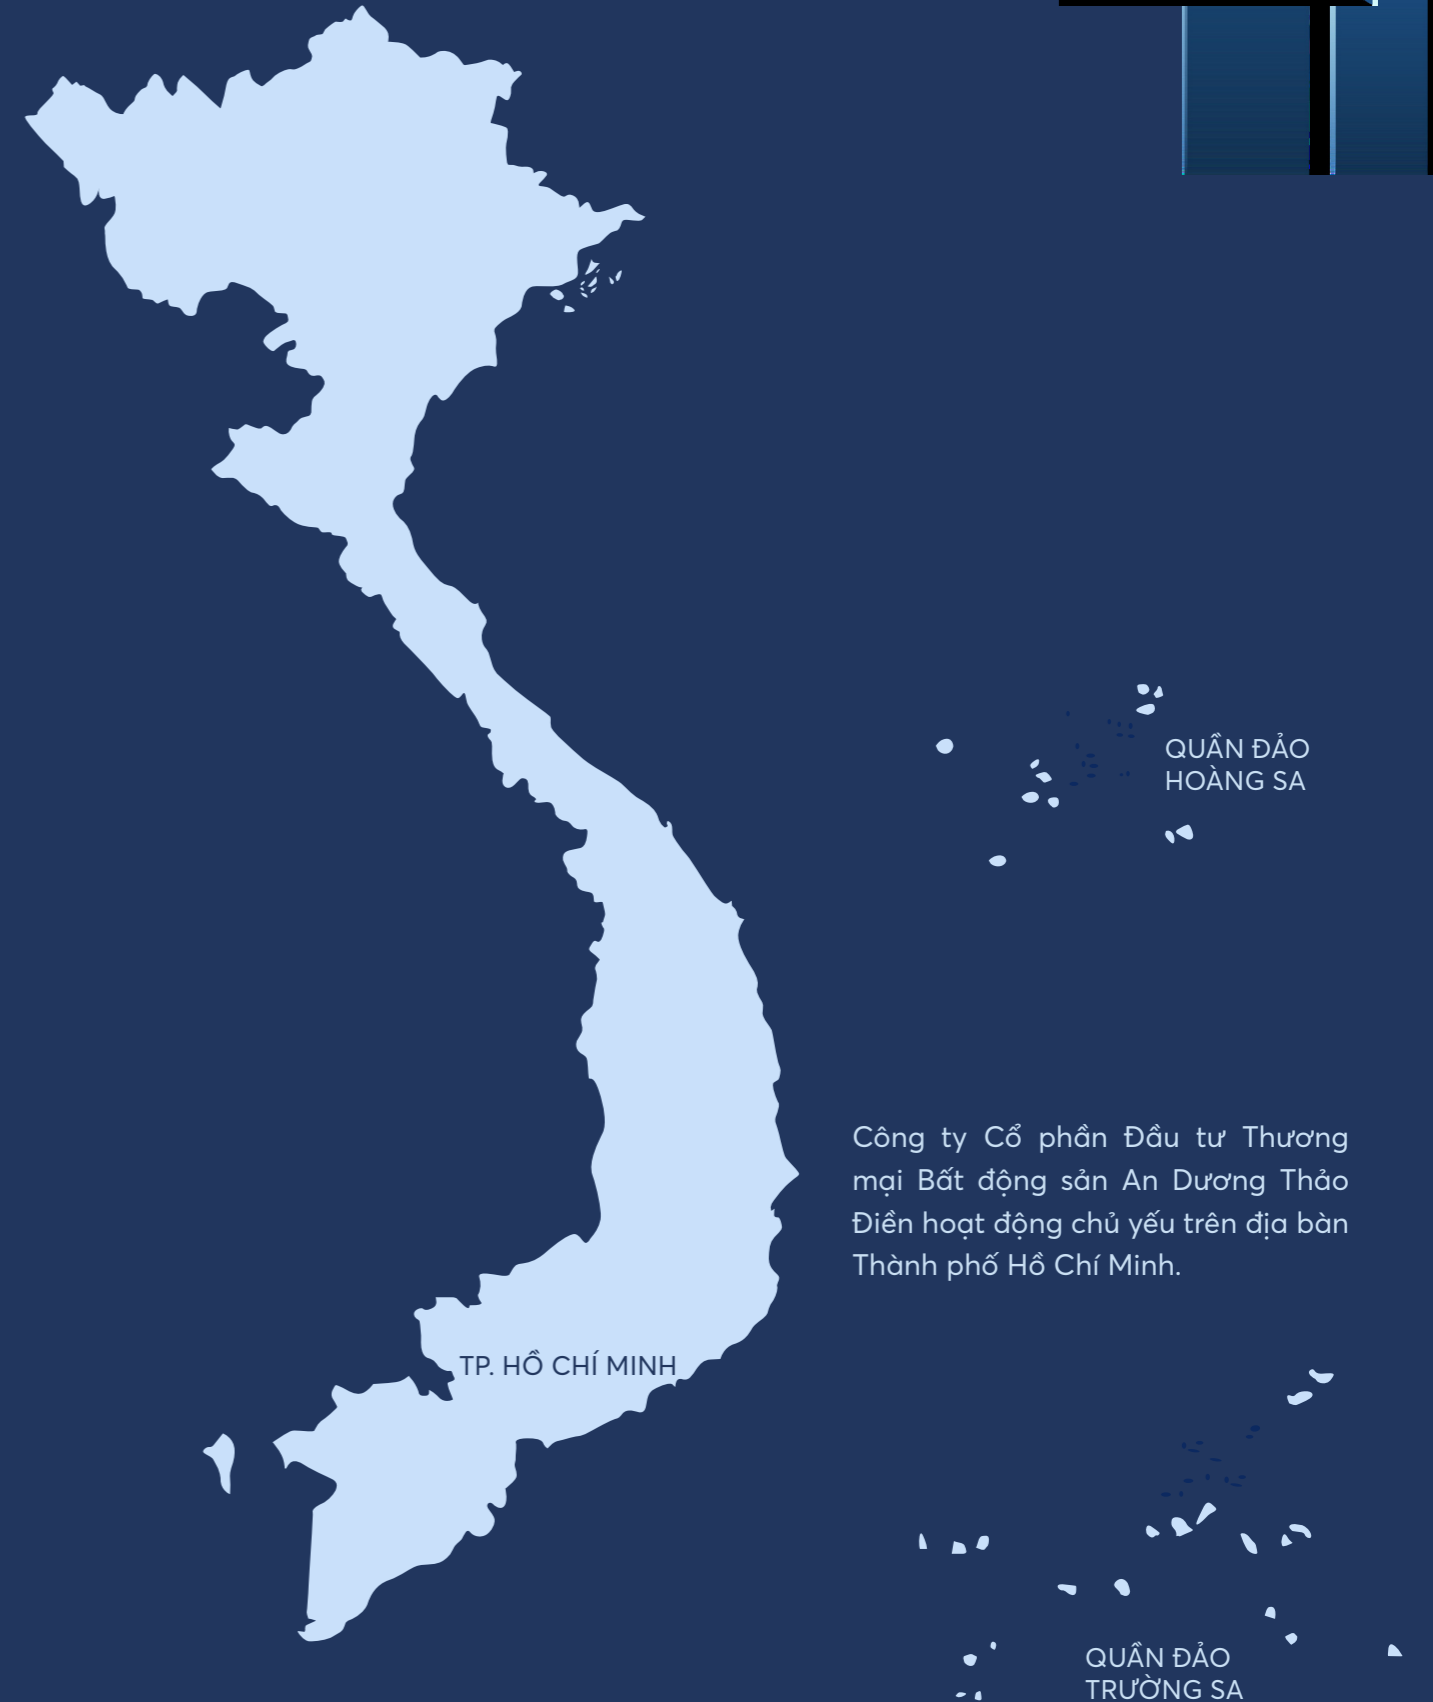 QUẦN ĐẢO
HOÀNG SA
Công ty Cổ phần Đầu tư Thương
mại Bất động sản An Dương Thảo
Điền hoạt động chủ yếu trên địa bàn
Thành phố Hồ Chí Minh.
TP. HỒ CHÍ MINH
QUẦN ĐẢO
TRƯỜNG SA